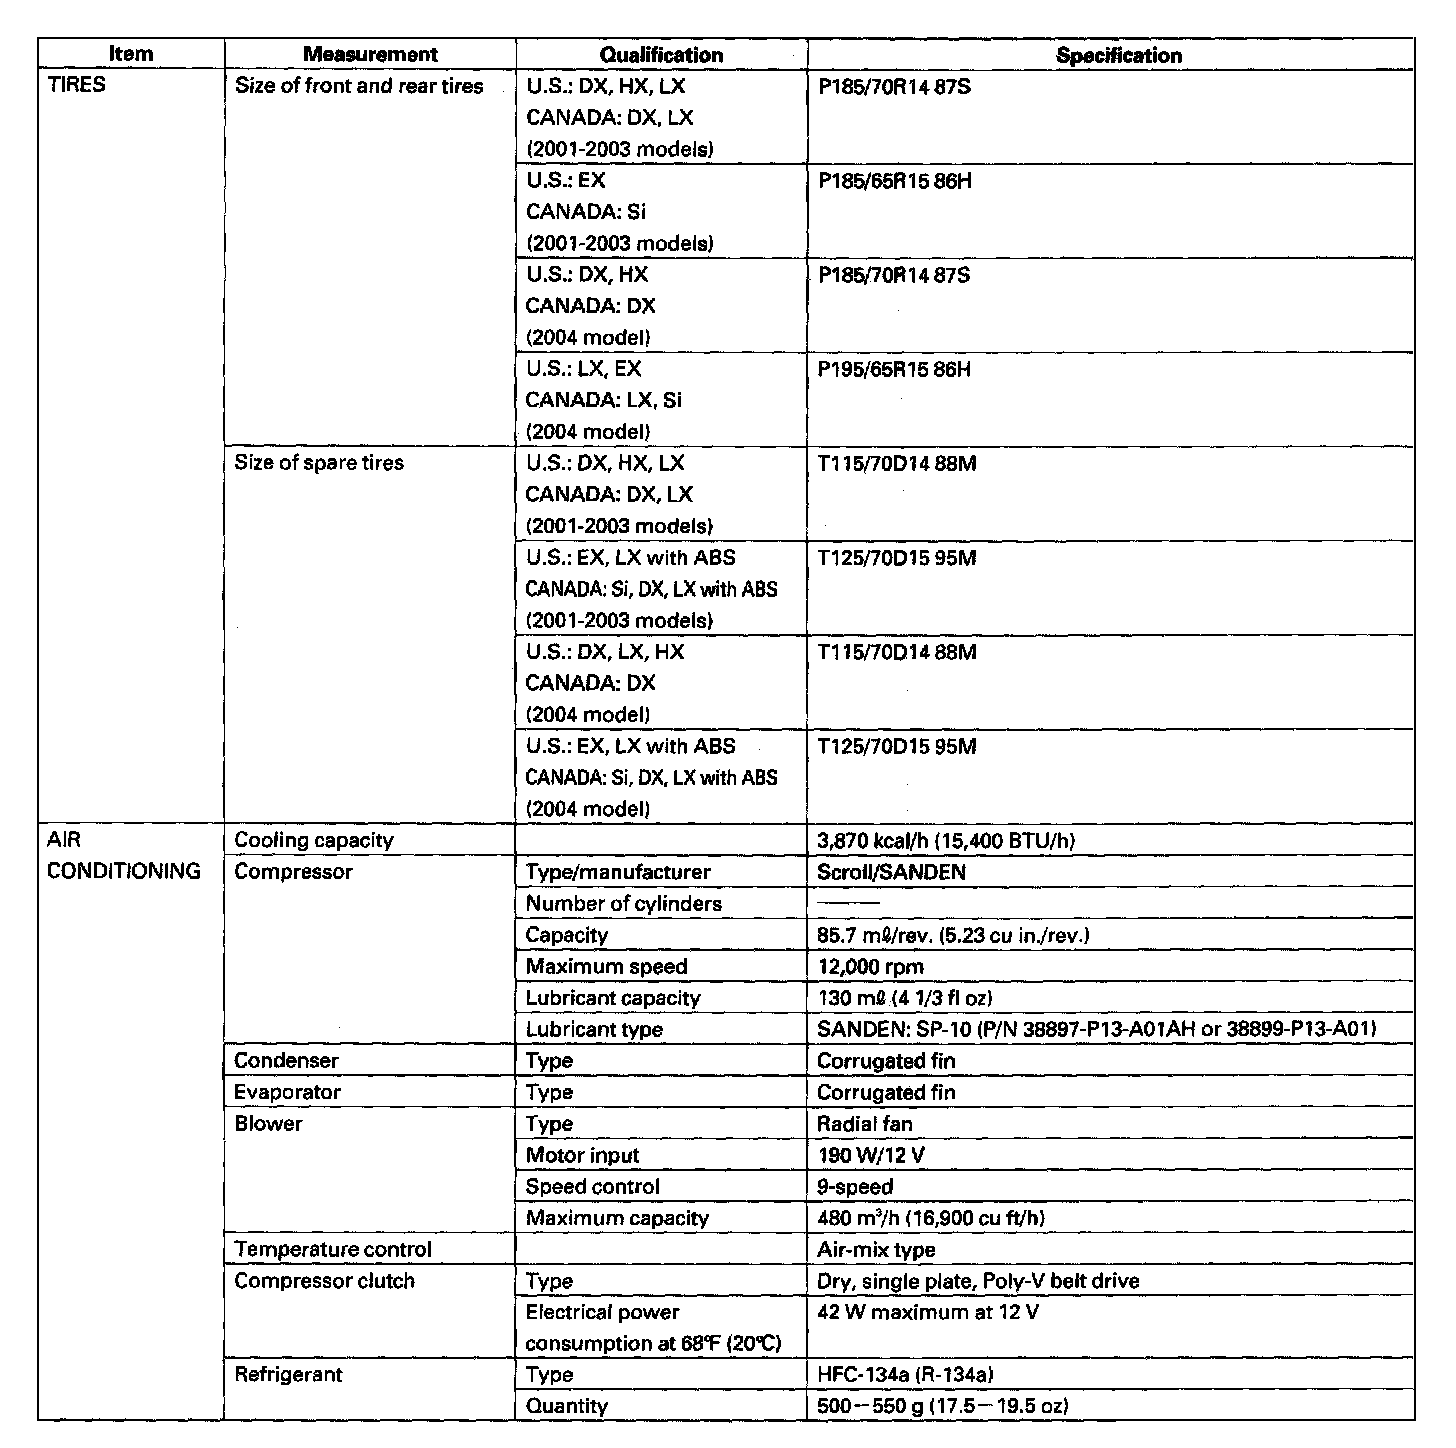 Item Measurement Qualification Specification
TIRES Size of front and rear tires U.S.: DX, HX, LX P185/70R14 87S
CANADA: DX, LX
(2001-2003 models)
U.S.: EX P185/65R15 86H
CANADA: Si
(2001-2003 models)
U.S.: DX, HX P185/70R14 87S
CANADA: DX
(2004 model)
U.S.: LX, EX P195/65R15 86H
CANADA: LX, Si
(2004 model)
Size of spare tires U.S.: DX, HX, LX T115/70D14 88M
CANADA: DX, LX
(2001-2003 models)
U.S.: EX, LX with ABS T125/70D15 95M
CANADA: Si, DX, LX with ABS
(2001-2003 models)
U.S.: DX, LX, HX T115/70D14 88M
CANADA: DX
(2004 model)
U.S.: EX, LX with ABS T125/70D15 95M
CANADA: Si, DX, LX with ABS
(2004 model)
AIR Cooling capacity 3,870 kcal/h (15,400 BTU/h)
CONDITIONING Compressor Type/manufacturer Scroll/SANDEN
Number of cylinders ——
Capacity 85.7 mℓ/rev. (5.23 cu in./rev.)
Maximum speed 12,000 rpm
Lubricant capacity 130 mℓ (4 1/3 fl oz)
Lubricant type SANDEN: SP-10 (P/N 38897-P13-A01AH or 38899-P13-A01)
Condenser Type Corrugated fin
Evaporator Type Corrugated fin
Blower Type Radial fan
Motor input 190 W/12 V
Speed control 9-speed
Maximum capacity 480 m³/h (16,900 cu ft/h)
Temperature control Air-mix type
Compressor clutch Type Dry, single plate, Poly-V belt drive
Electrical power 42 W maximum at 12 V
consumption at 68°F (20°C)
Refrigerant Type HFC-134a (R-134a)
Quantity 500—550 g (17.5—19.5 oz)